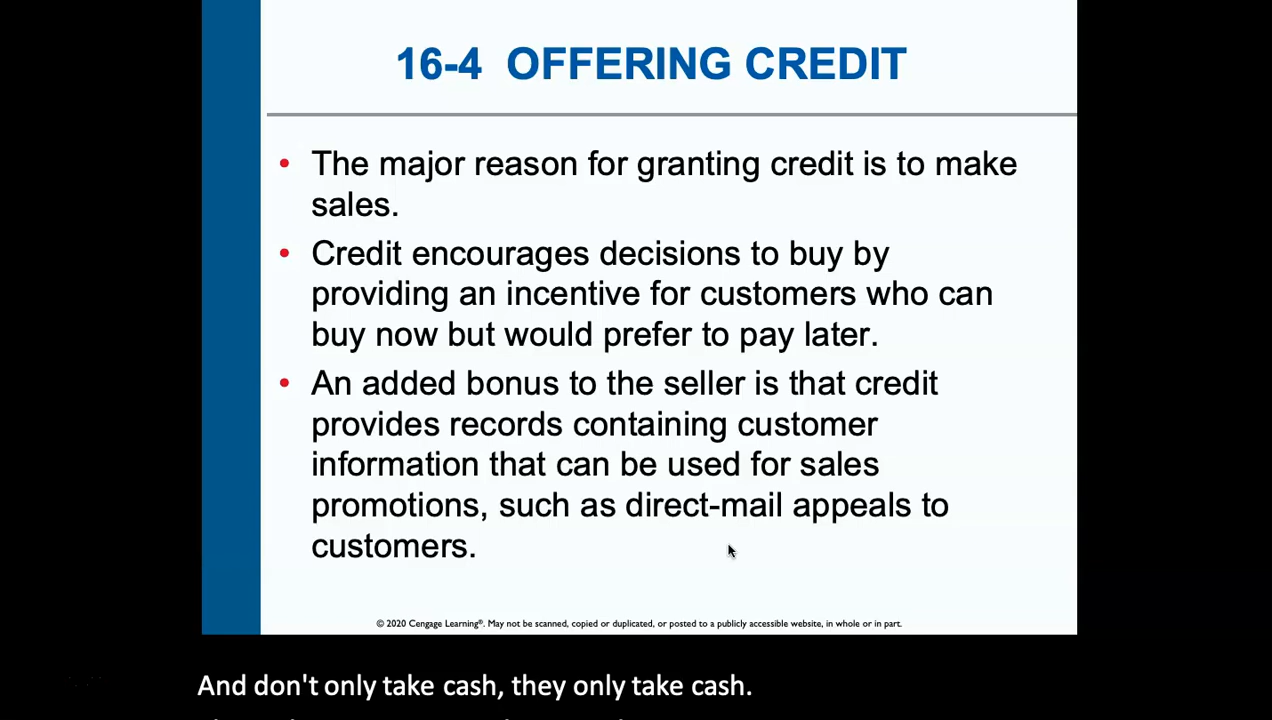 16-4 OFFERING CREDIT
• The major reason for granting credit is to make
sales.
• Credit encourages decisions to buy by
providing an incentive for customers who can
buy now but would prefer to pay later.
• An added bonus to the seller is that credit
provides records containing customer
information that can be used for sales
promotions, such as direct-mail appeals to
customers.
© 2020 Cengage Learning®. May not be scanned, copied or duplicated, or posted to a publicly accessible website, in whole or in part.
And don't only take cash, they only take cash.